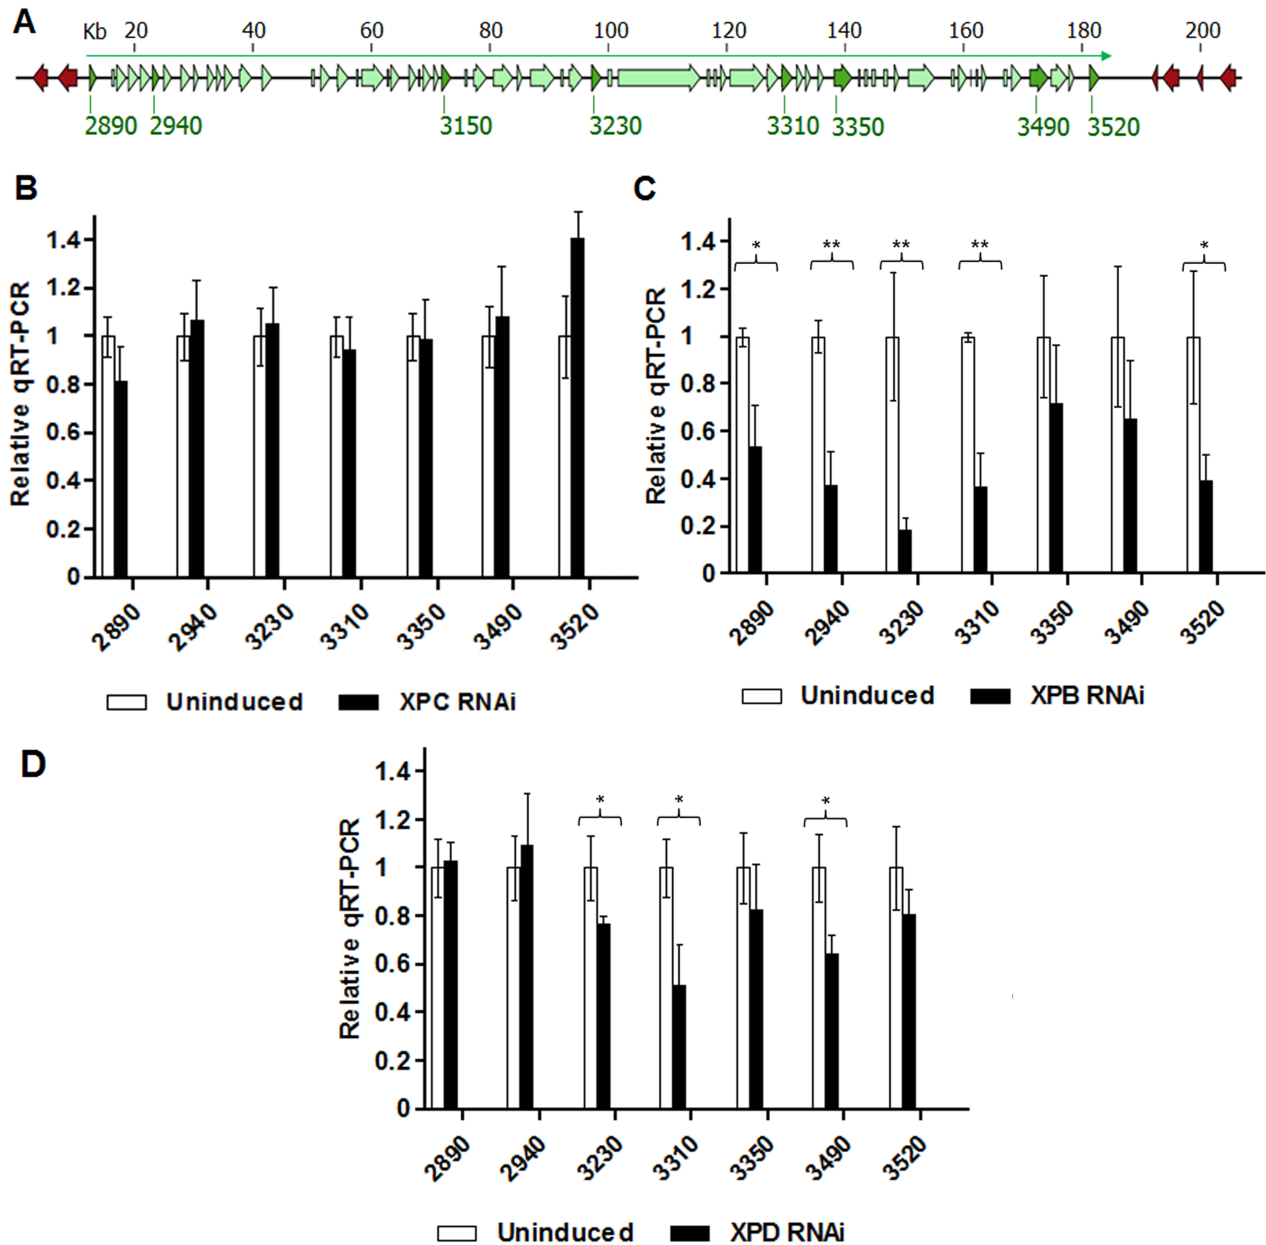 A
Kb 20 40 60 80 100 120 140 160 180 200
2890 2940 3150 3230 3310 3350 3490 3520
B
Relative qRT-PCR
1.4
1.2
1
0.8
0.6
0.4
0.2
0
2890 2940 3230 3310 3350 3490 3520
Uninduced XPC RNAi
C
Relative qRT-PCR
* ** ** ** *
1.4
1.2
1
0.8
0.6
0.4
0.2
0
2890 2940 3230 3310 3350 3490 3520
Uninduced XPB RNAi
D
Relative qRT-PCR
* * *
1.4
1.2
1
0.8
0.6
0.4
0.2
0
2890 2940 3230 3310 3350 3490 3520
Uninduced XPD RNAi